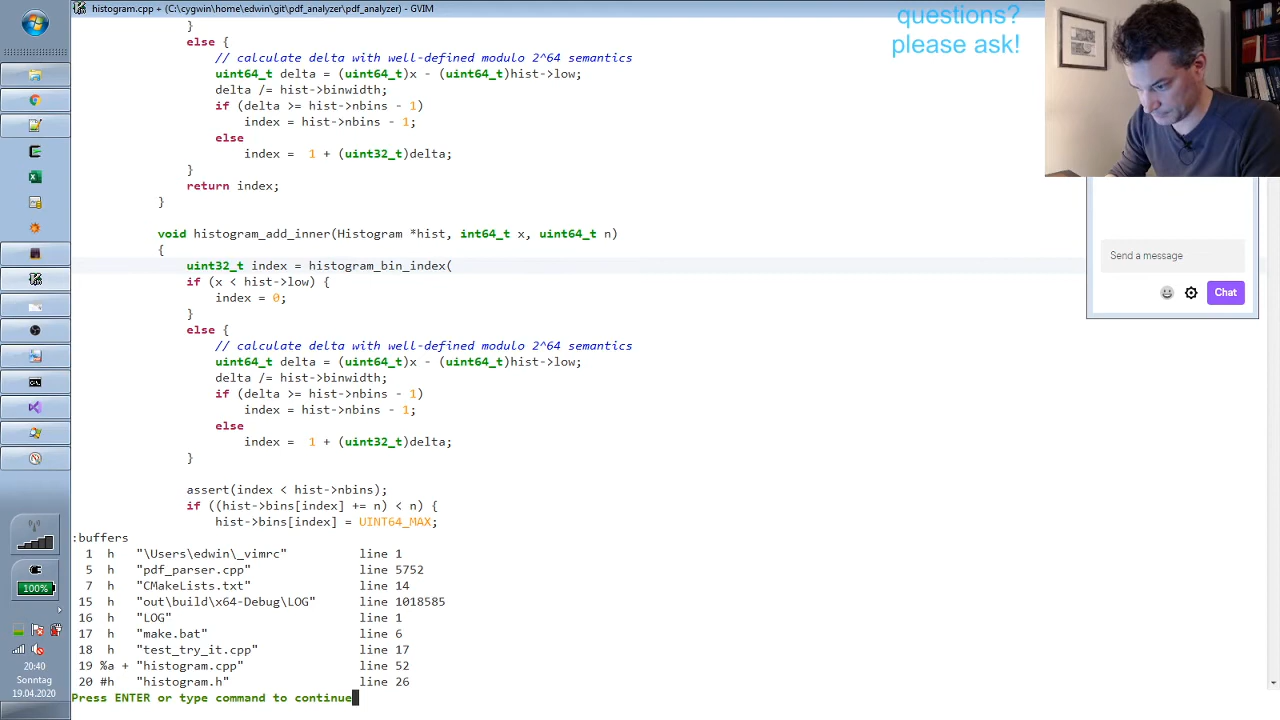 histogram.cpp + (C:\cygwin\home\edwin\git\pdf_analyzer\pdf_analyzer) - GVIM
questions?
please ask!
}
else {
// calculate delta with well-defined modulo 2^64 semantics
uint64_t delta = (uint64_t)x - (uint64_t)hist->low;
delta /= hist->binwidth;
if (delta >= hist->nbins - 1)
index = hist->nbins - 1;
else
index =  1 + (uint32_t)delta;
}
return index;
}
void histogram_add_inner(Histogram *hist, int64_t x, uint64_t n)
{
uint32_t index = histogram_bin_index(
if (x < hist->low) {
index = 0;
}
else {
// calculate delta with well-defined modulo 2^64 semantics
uint64_t delta = (uint64_t)x - (uint64_t)hist->low;
delta /= hist->binwidth;
if (delta >= hist->nbins - 1)
index = hist->nbins - 1;
else
index =  1 + (uint32_t)delta;
}
assert(index < hist->nbins);
if ((hist->bins[index] += n) < n) {
hist->bins[index] = UINT64_MAX;
:buffers
1 h "\Users\edwin\_vimrc" line 1
5 h "pdf_parser.cpp" line 5752
7 h "CMakeLists.txt" line 14
15 h "out\build\x64-Debug\LOG" line 1018585
16 h "LOG" line 1
17 h "make.bat" line 6
18 h "test_try_it.cpp" line 17
19 %a + "histogram.cpp" line 52
20 #h "histogram.h" line 26
Press ENTER or type command to continue
Send a message
Chat
100%
20:40
Sonntag
19.04.2020